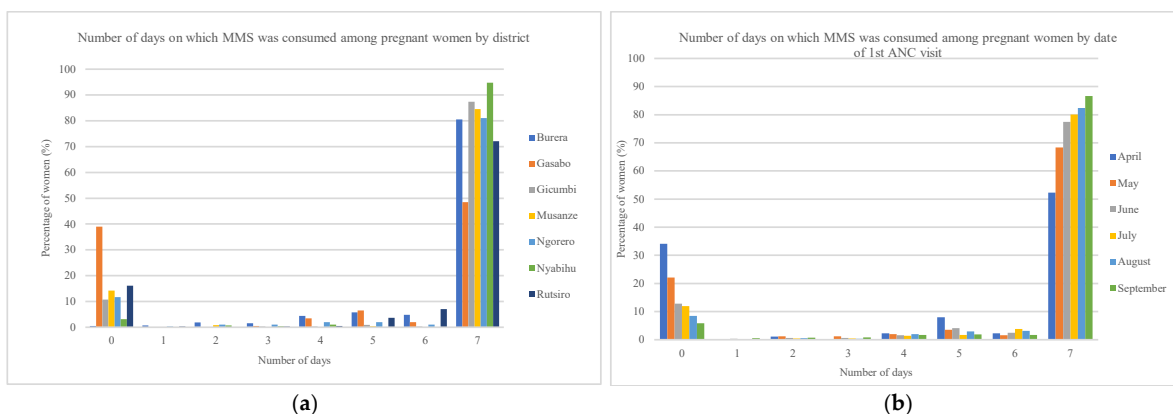 Number of days on which MMS was consumed among pregnant women by district
Percentage of women (%)
100
90
80
70
60
50
40
30
20
10
0
0 1 2 3 4 5 6 7
Number of days
Burera
Gasabo
Gicumbi
Musanze
Ngorero
Nyabihu
Rutsiro
(a)
Number of days on which MMS was consumed among pregnant women by date
of 1st ANC visit
Percentage of women (%)
100
90
80
70
60
50
40
30
20
10
0
0 1 2 3 4 5 6 7
Number of days
April
May
June
July
August
September
(b)